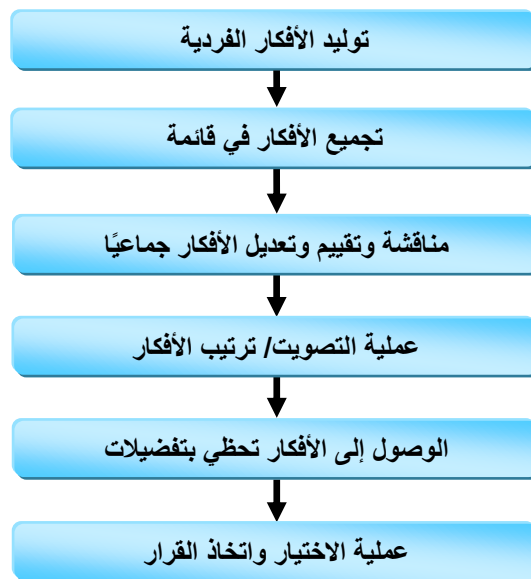 توليد الأفكار الفردية
تجميع الأفكار في قائمة
مناقشة وتقييم وتعديل الأفكار جماعيًا
عملية التصويت/ ترتيب الأفكار
الوصول إلى الأفكار تحظي بتفضيلات
عملية الاختيار واتخاذ القرار